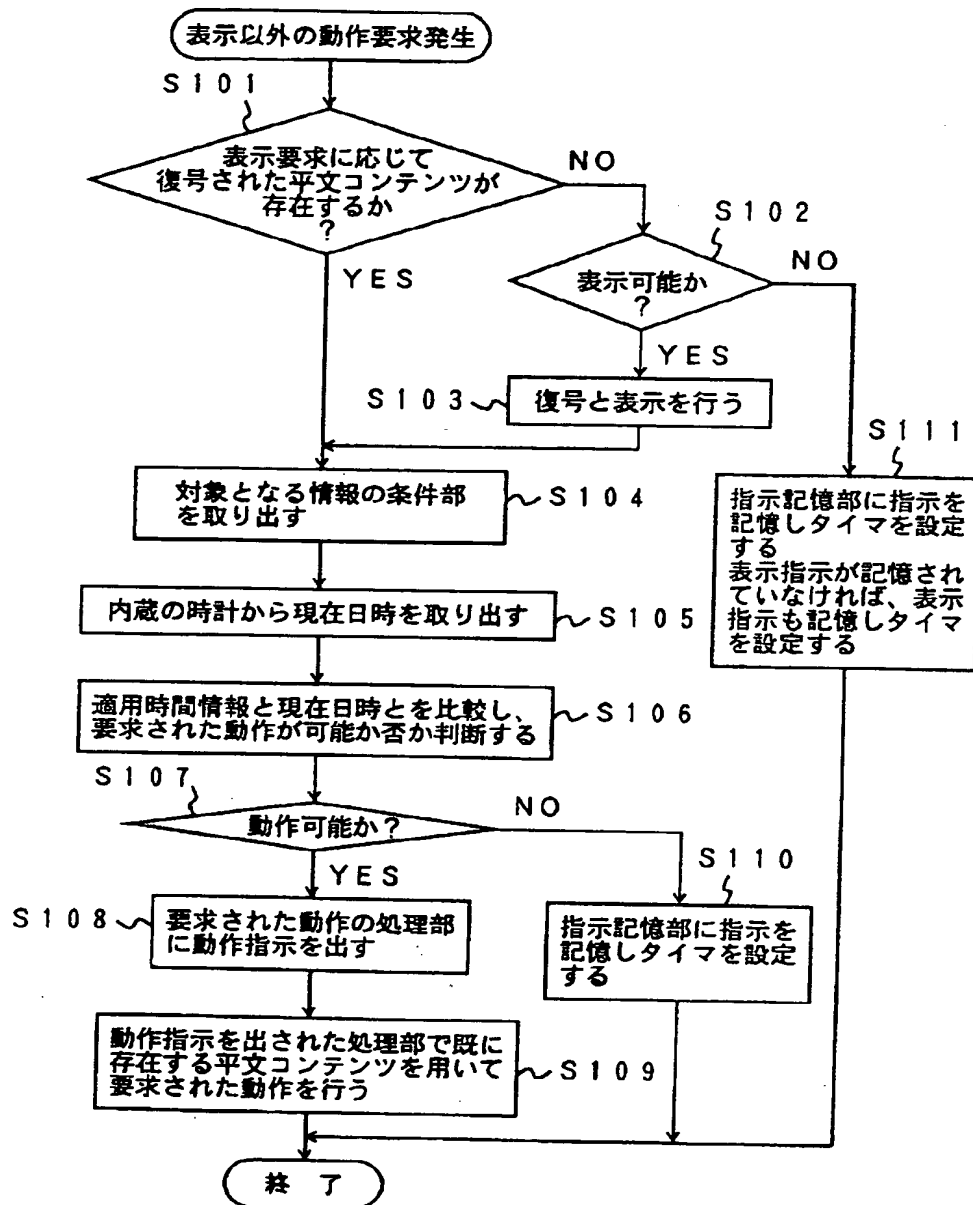 表示以外の動作要求発生
S101
表示要求に応じて
復号された平文コンテンツが
存在するか
?
NO
YES
S102
表示可能か
?
NO
YES
S103
復号と表示を行う
S111
指示記憶部に指示を
記憶しタイマを設定
する
表示指示が記憶され
ていなければ、表示
指示も記憶しタイマ
を設定する
対象となる情報の条件部
を取り出す
S104
内蔵の時計から現在日時を取り出す
S105
適用時間情報と現在日時とを比較し、
要求された動作が可能か否か判断する
S106
S107
動作可能か?
NO
YES
S108
要求された動作の処理部
に動作指示を出す
S110
指示記憶部に指示を
記憶しタイマを設定
する
動作指示を出された処理部で既に
存在する平文コンテンツを用いて
要求された動作を行う
S109
終 了